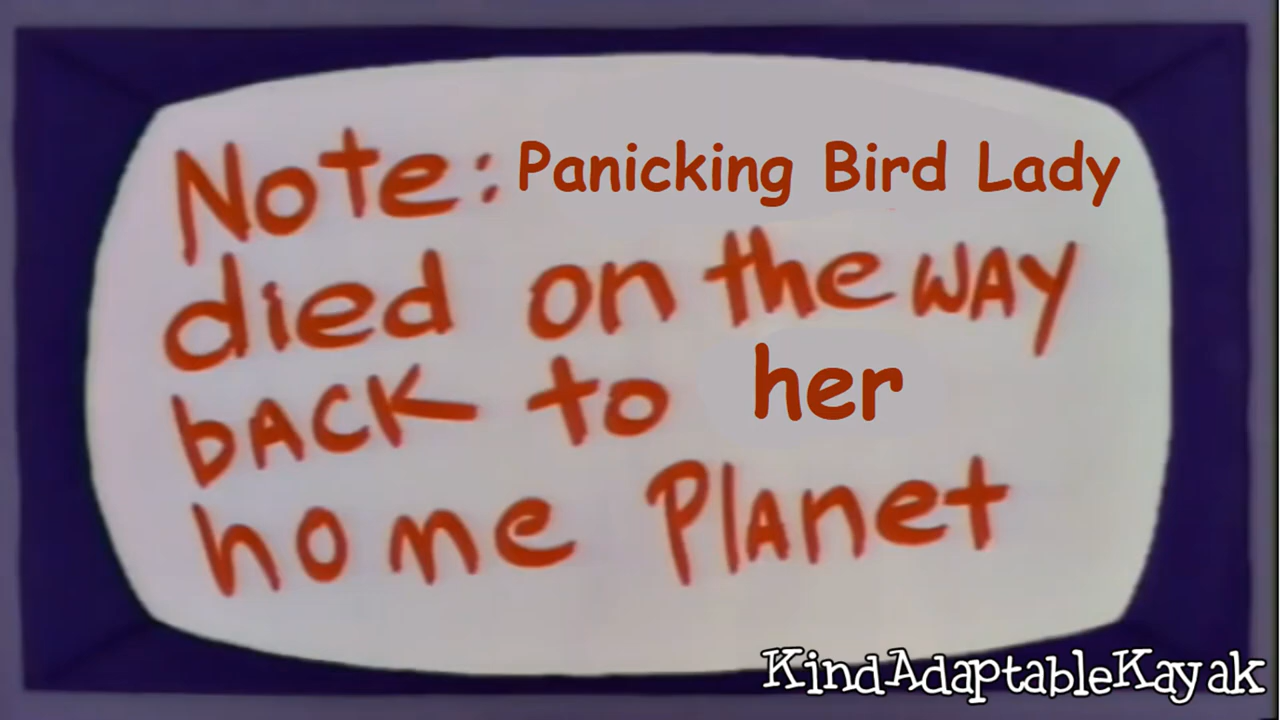 Note: Panicking Bird Lady
died on the WAY
bACK to her
home PlAnet
KindAdaptableKayak